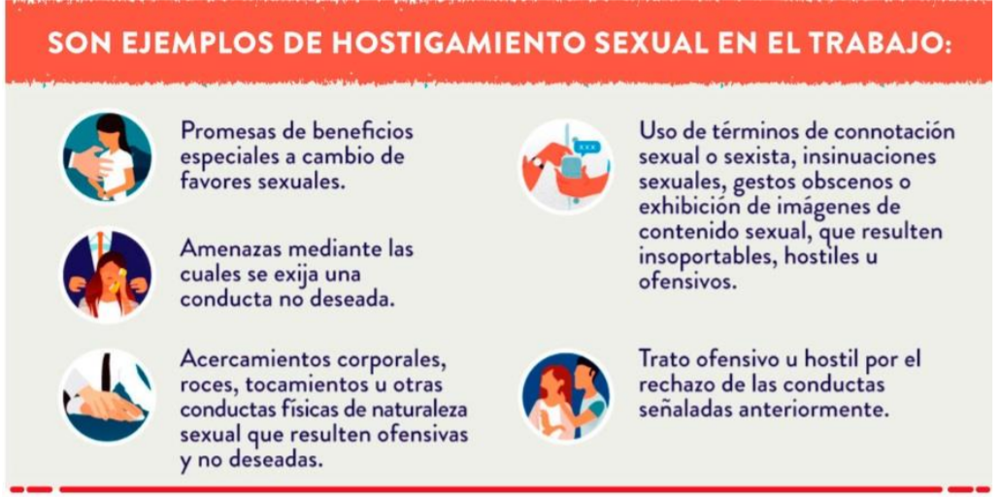 SON EJEMPLOS DE HOSTIGAMIENTO SEXUAL EN EL TRABAJO:
Promesas de beneficios
especiales a cambio de
favores sexuales.
Amenazas mediante las
cuales se exija una
conducta no deseada.
Acercamientos corporales,
roces, tocamientos u otras
conductas físicas de naturaleza
sexual que resulten ofensivas
y no deseadas.
XXX
Uso de términos de connotación
sexual o sexista, insinuaciones
sexuales, gestos obscenos o
exhibición de imágenes de
contenido sexual, que resulten
insoportables, hostiles u
ofensivos.
Trato ofensivo u hostil por el
rechazo de las conductas
señaladas anteriormente.